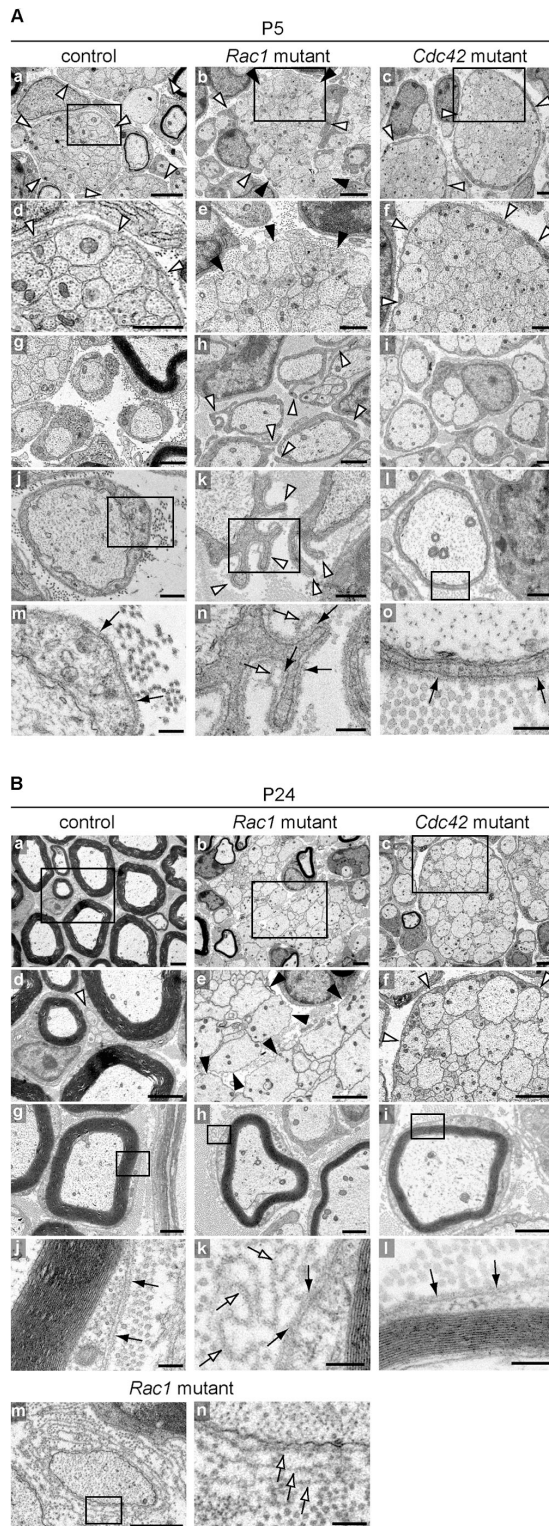 A
P5
control Rac1 mutant Cdc42 mutant
a b c
d e f
g h i
j k l
m n o
B
P24
control Rac1 mutant Cdc42 mutant
a b c
d e f
g h i
j k l
Rac1 mutant
m n